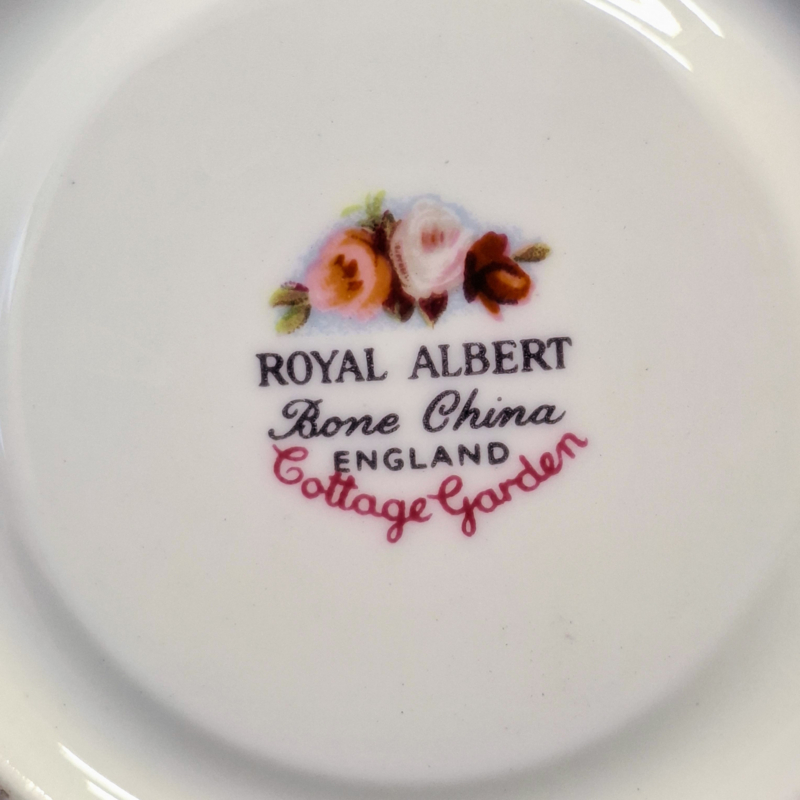 ROYAL ALBERT
Bone China
ENGLAND
Cottage Garden